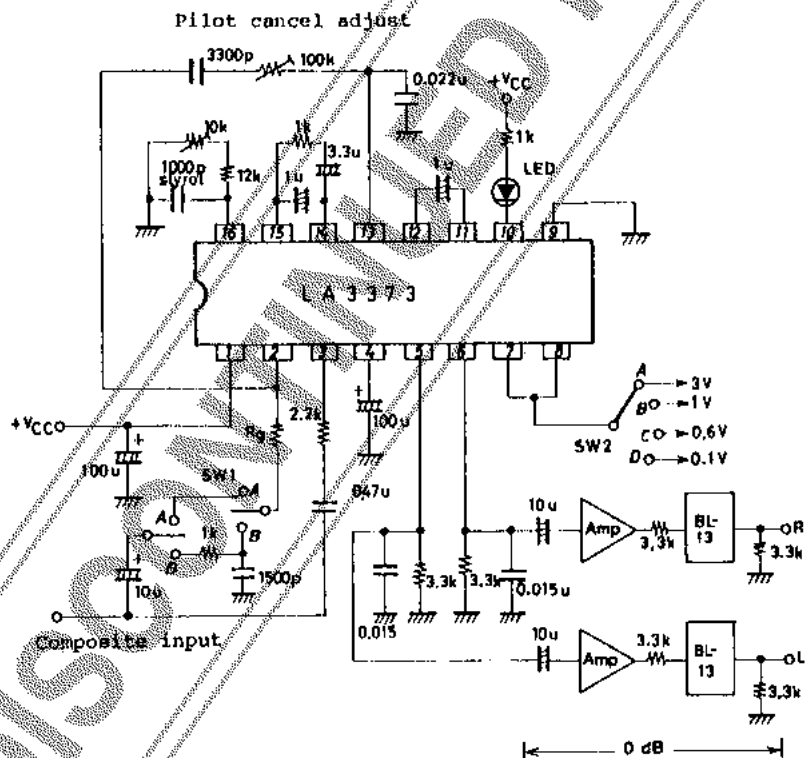 Pilot cancel adjust
3300p
100k
0.022u
+VCC
1k
LED
10k
1000p
styrol
12k
1k
3.3u
1u
1u
16 15 14 13 12 11 10 9
LA3373
1 2 3 4 5 6 7 8
+VCC
100u
Rg
2.2k
100u
A 3V
B 1V
C 0.6V
D 0.1V
SW2
SW1
A
A
B
B
1k
0.47u
10u
1500p
Composite input
10u
Amp
3.3k
BL-
13
R
3.3k
3.3k
3.3k
0.015
0.015u
10u
Amp
3.3k
BL-
13
L
3.3k
0 dB
DISCONTINUED